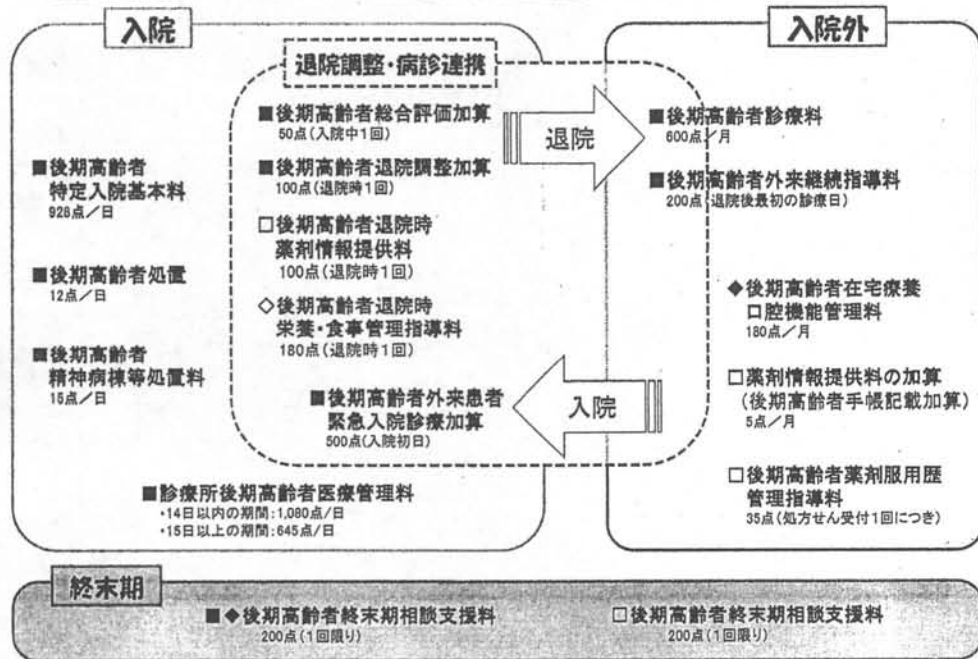 入院
■後期高齢者
特定入院基本料
928点／日
■後期高齢者処置
12点／日
■後期高齢者
精神病棟等処置料
15点／日
退院調整・病診連携
■後期高齢者総合評価加算
50点(入院中1回)
■後期高齢者退院調整加算
100点(退院時1回)
□後期高齢者退院時
薬剤情報提供料
100点(退院時1回)
◇後期高齢者退院時
栄養・食事管理指導料
180点(退院時1回)
■後期高齢者外来患者
緊急入院診療加算
500点(入院初日)
■診療所後期高齢者医療管理料
・14日以内の期間：1,080点/日
・15日以上の期間：645点/日
退院
入院
入院外
■後期高齢者診療料
600点／月
■後期高齢者外来継続指導料
200点(退院後最初の診療日)
◆後期高齢者在宅療養
口腔機能管理料
180点／月
□薬剤情報提供料の加算
(後期高齢者手帳記載加算)
5点／月
□後期高齢者薬剤服用歴
管理指導料
35点(処方せん受付1回につき)
終末期
■◆後期高齢者終末期相談支援料
200点(1回限り)
□後期高齢者終末期相談支援料
200点(1回限り)